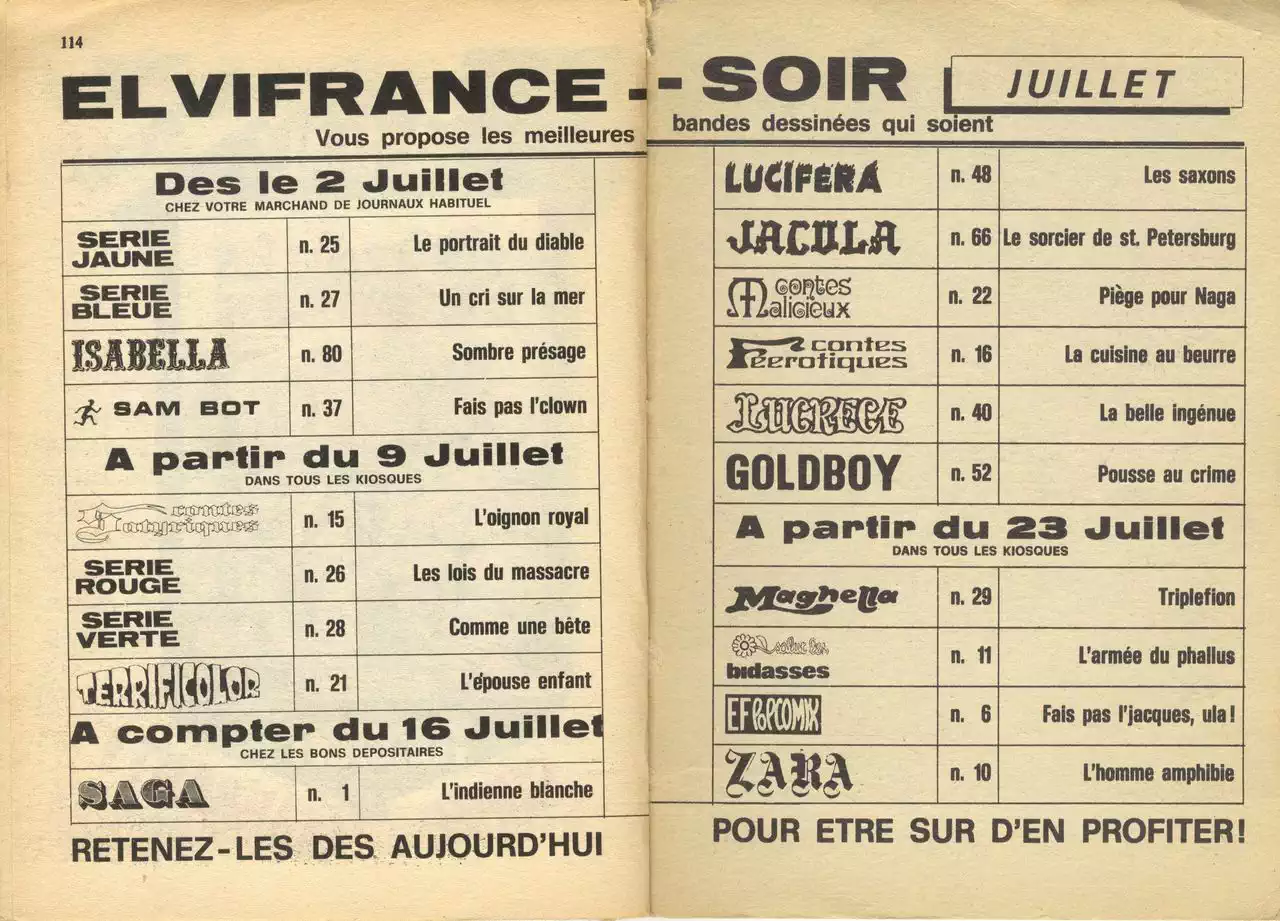 114
ELVIFRANCE - - SOIR
JUILLET
Vous propose les meilleures bandes dessinées qui soient
Des le 2 Juillet
CHEZ VOTRE MARCHAND DE JOURNAUX HABITUEL
SERIE JAUNE n. 25 Le portrait du diable
SERIE BLEUE n. 27 Un cri sur la mer
ISABELLA n. 80 Sombre présage
SAM BOT n. 37 Fais pas l'clown
A partir du 9 Juillet
DANS TOUS LES KIOSQUES
contes Satyriques n. 15 L'oignon royal
SERIE ROUGE n. 26 Les lois du massacre
SERIE VERTE n. 28 Comme une bête
TERRIFICOLOR n. 21 L'épouse enfant
A compter du 16 Juillet
CHEZ LES BONS DEPOSITAIRES
SAGA n. 1 L'indienne blanche
RETENEZ-LES DES AUJOURD'HUI
LUCIFERA n. 48 Les saxons
JACULA n. 66 Le sorcier de st. Petersburg
contes Malicieux n. 22 Piège pour Naga
contes Feerotiques n. 16 La cuisine au beurre
LUCRECE n. 40 La belle ingénue
GOLDBOY n. 52 Pousse au crime
A partir du 23 Juillet
DANS TOUS LES KIOSQUES
Maghella n. 29 Triplefion
salut les bidasses n. 11 L'armée du phallus
EF POPCOMIX n. 6 Fais pas l'jacques, ula!
ZARA n. 10 L'homme amphibie
POUR ETRE SUR D'EN PROFITER!